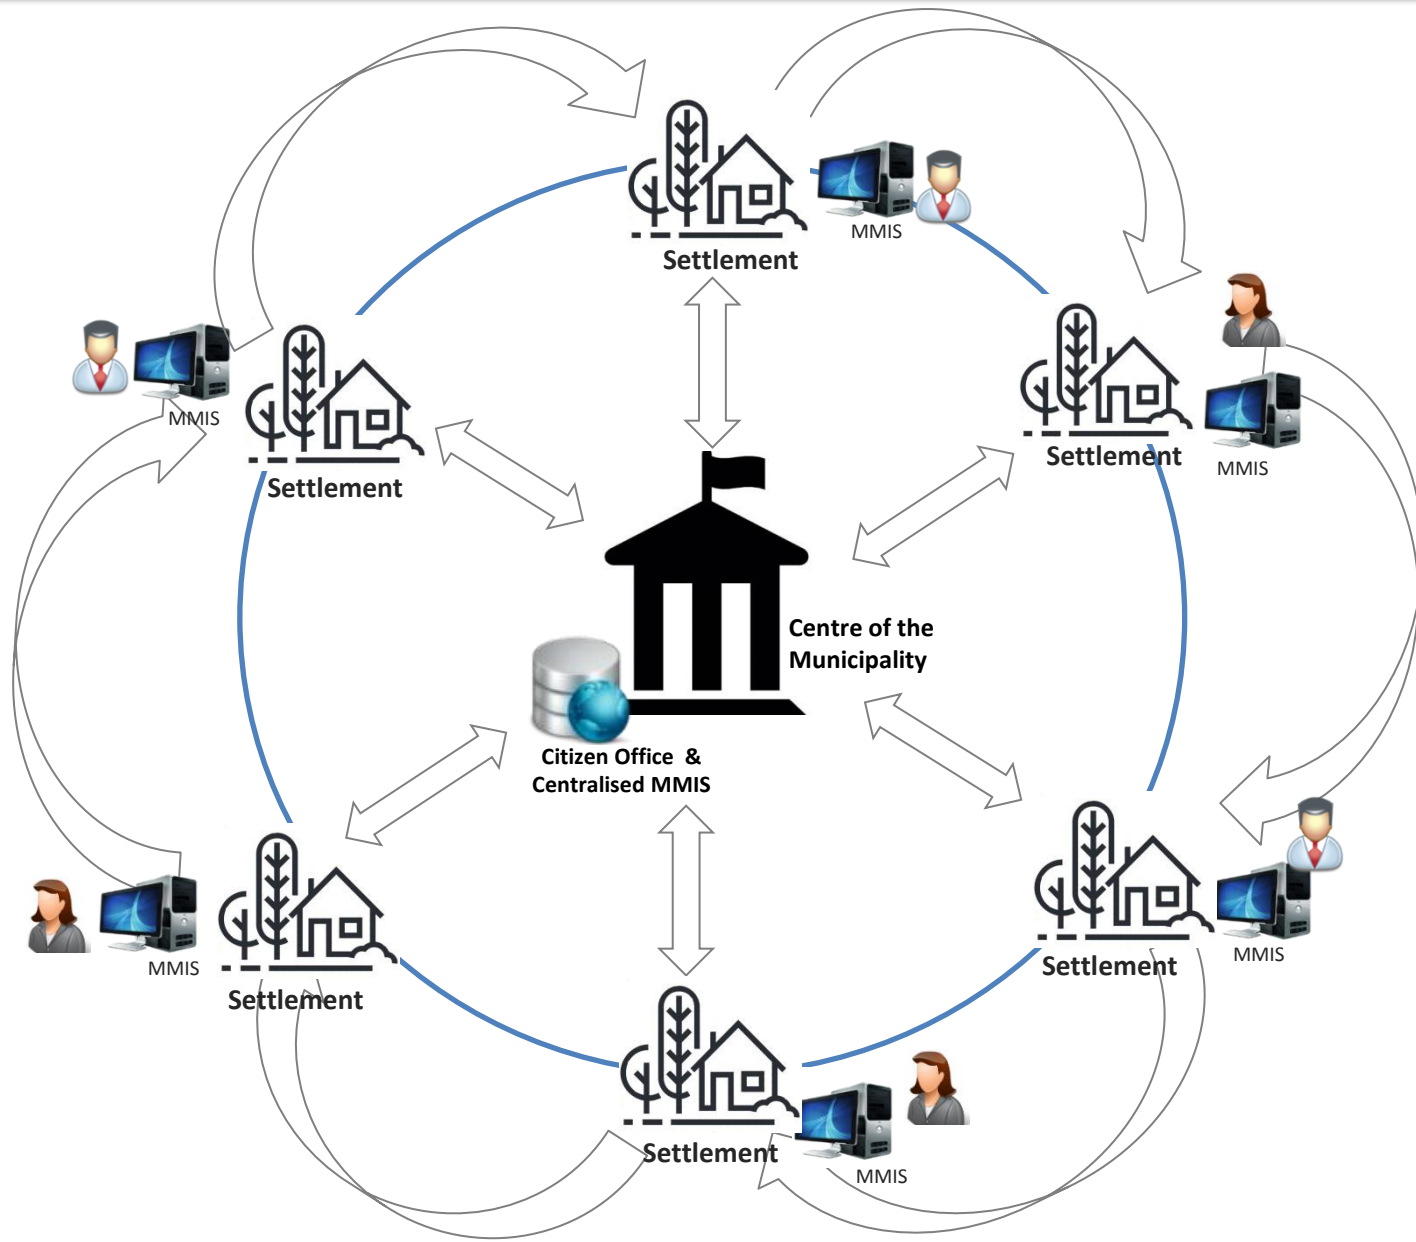 MMIS
Settlement
MMIS
Settlement
MMIS
Settlement
Centre of the
Municipality
Citizen Office &
Centralised MMIS
MMIS
Settlement
MMIS
Settlement
MMIS
Settlement